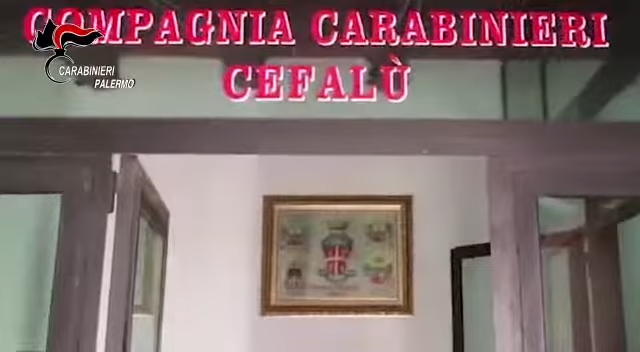 COMPAGNIA CARABINIERI
CEFALÙ
CARABINIERI
PALERMO